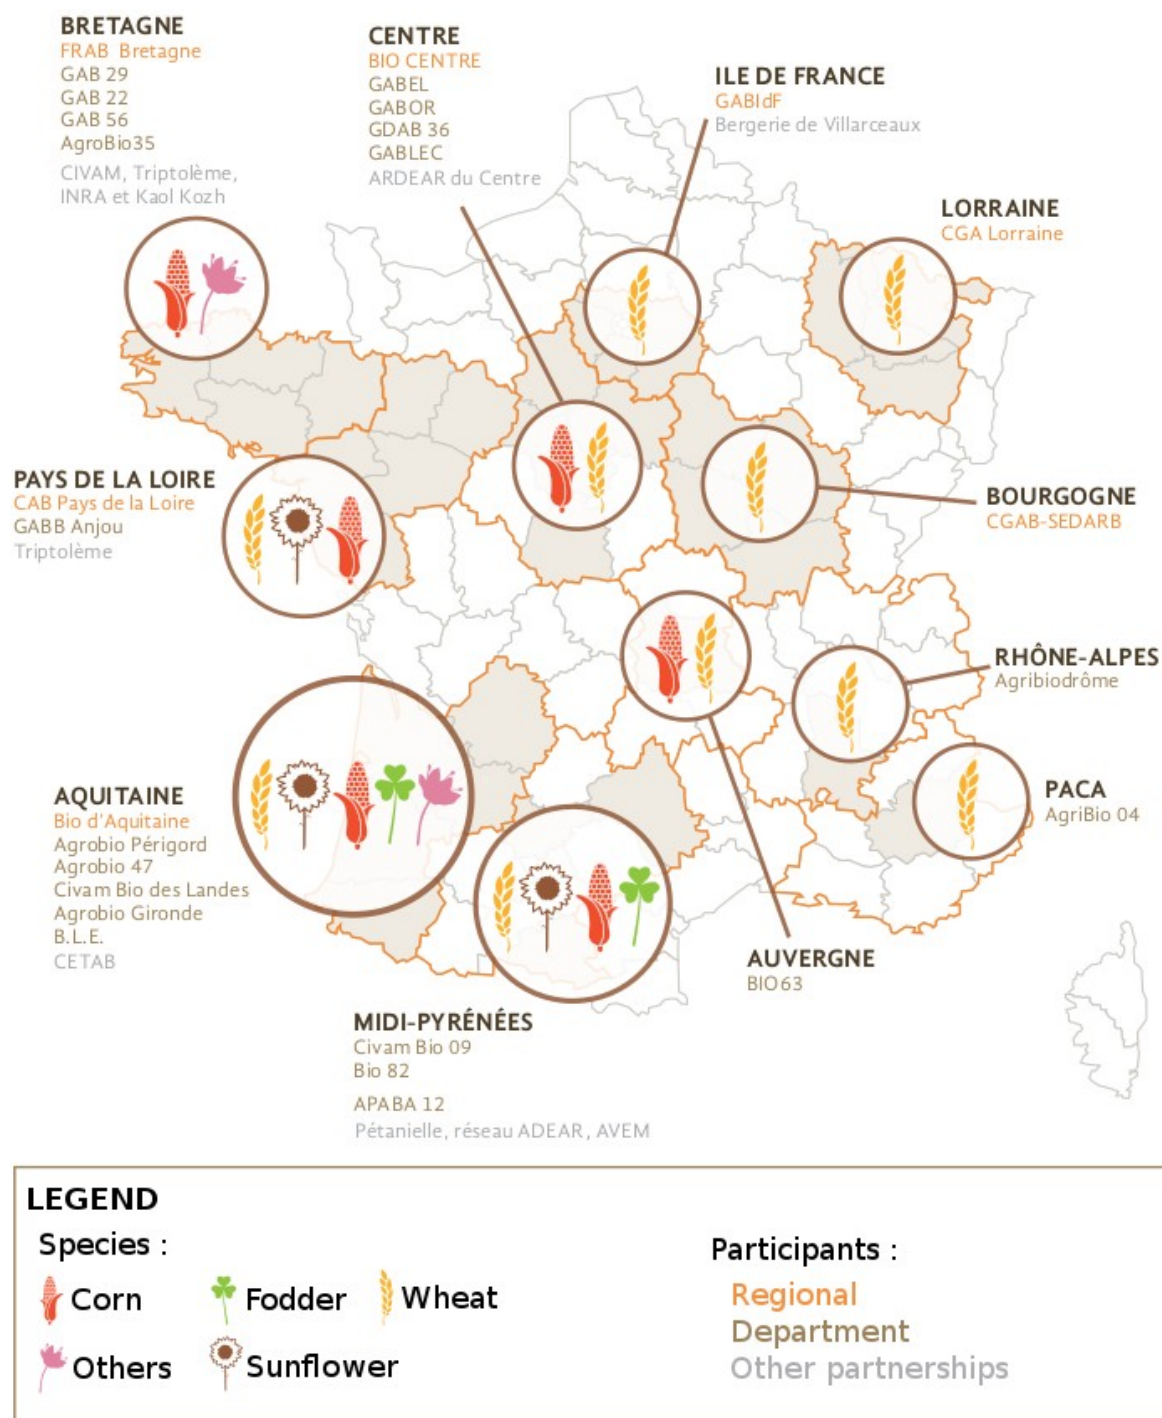 BRETAGNE
FRAB Bretagne
GAB 29
GAB 22
GAB 56
AgroBio35
CIVAM, Triptolème,
INRA et Kaol Kozh
CENTRE
BIO CENTRE
GABEL
GABOR
GDAB 36
GABLEC
ARDEAR du Centre
ILE DE FRANCE
GABIdF
Bergerie de Villarceaux
LORRAINE
CGA Lorraine
PAYS DE LA LOIRE
CAB Pays de la Loire
GABB Anjou
Triptolème
BOURGOGNE
CGAB-SEDARB
RHÔNE-ALPES
Agribiodrôme
PACA
AgriBio 04
AQUITAINE
Bio d'Aquitaine
Agrobio Périgord
Agrobio 47
Civam Bio des Landes
Agrobio Gironde
B.L.E.
CETAB
AUVERGNE
BIO63
MIDI-PYRÉNÉES
Civam Bio 09
Bio 82
APABA 12
Pétanielle, réseau ADEAR, AVEM
LEGEND
Species :
Corn
Fodder
Wheat
Others
Sunflower
Participants :
Regional
Department
Other partnerships